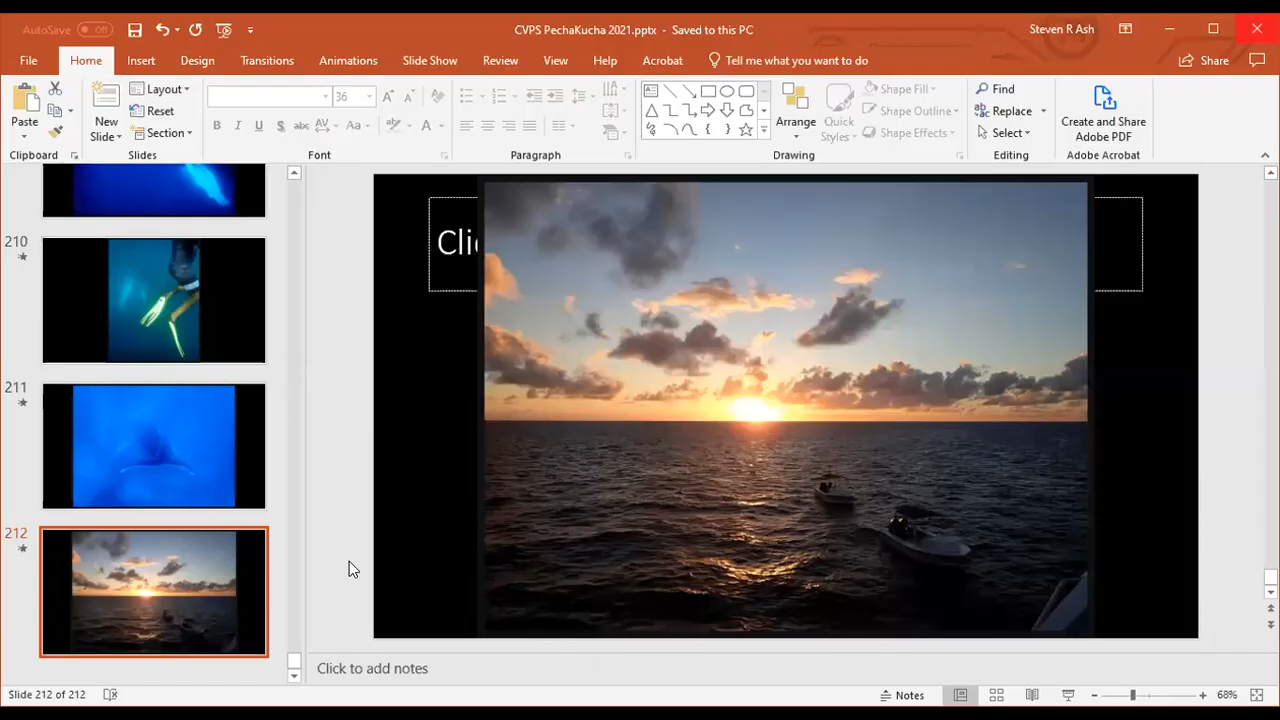 AutoSave Off
CVPS PechaKucha 2021.pptx - Saved to this PC
Steven R Ash
File Home Insert Design Transitions Animations Slide Show Review View Help Acrobat Tell me what you want to do Share
Paste
New
Slide
Layout
Reset
Section
36
B I U S abc AV Aa A
Arrange
Quick
Styles
Shape Fill
Shape Outline
Shape Effects
Find
Replace
Select
Create and Share
Adobe PDF
Clipboard Slides Font Paragraph Drawing Editing Adobe Acrobat
210
211
212
Clic
Click to add notes
Slide 212 of 212
Notes
68%